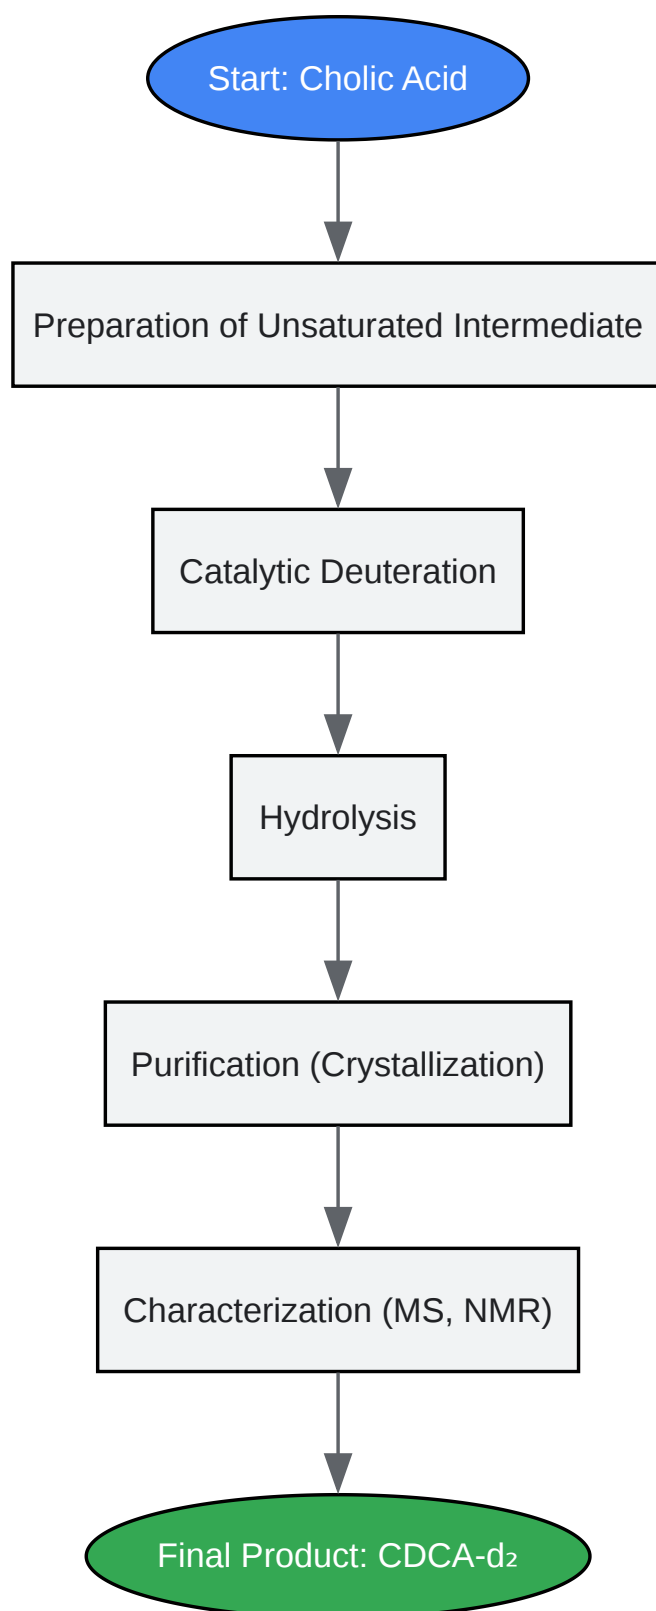 Start: Cholic Acid
Preparation of Unsaturated Intermediate
Catalytic Deuteration
Hydrolysis
Purification (Crystallization)
Characterization (MS, NMR)
Final Product: CDCA-d₂